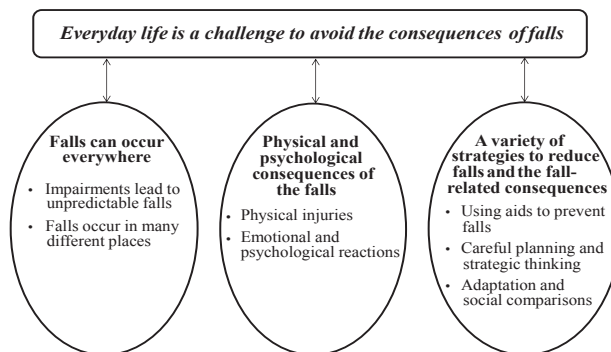 Everyday life is a challenge to avoid the consequences of falls
Falls can occur
everywhere
• Impairments lead to
unpredictable falls
• Falls occur in many
different places
Physical and
psychological
consequences of
the falls
• Physical injuries
• Emotional and
psychological reactions
A variety of
strategies to reduce
falls and the fall-
related consequences
• Using aids to prevent
falls
• Careful planning and
strategic thinking
• Adaptation and
social comparisons